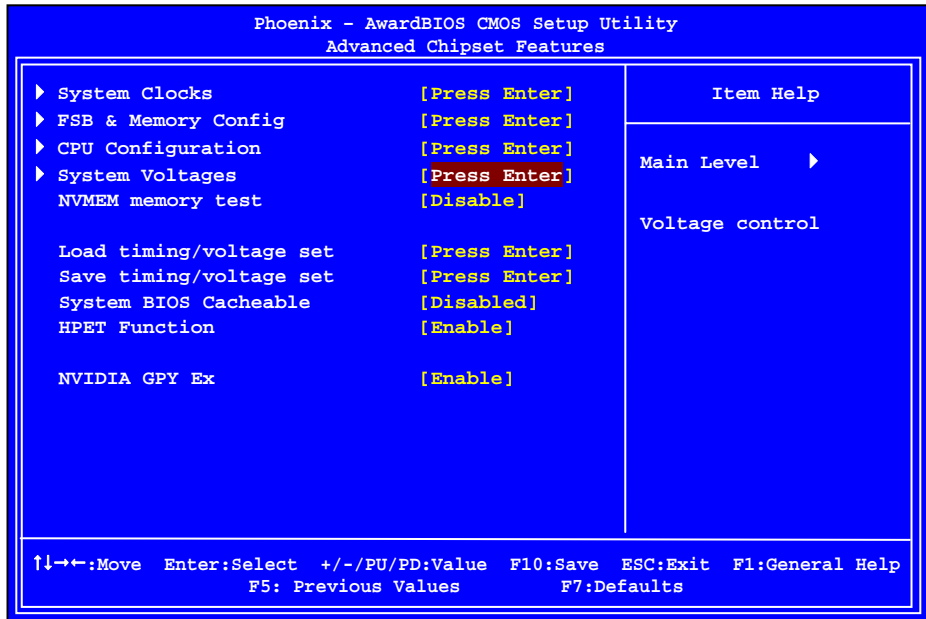 Phoenix – AwardBIOS CMOS Setup Utility
Advanced Chipset Features
System Clocks [Press Enter]
FSB & Memory Config [Press Enter]
CPU Configuration [Press Enter]
System Voltages [Press Enter]
NVMEM memory test [Disable]
Load timing/voltage set [Press Enter]
Save timing/voltage set [Press Enter]
System BIOS Cacheable [Disabled]
HPET Function [Enable]
NVIDIA GPY Ex [Enable]
Item Help
Main Level
Voltage control
↑↓→←:Move Enter:Select +/-/PU/PD:Value F10:Save ESC:Exit F1:General Help
F5: Previous Values F7:Defaults